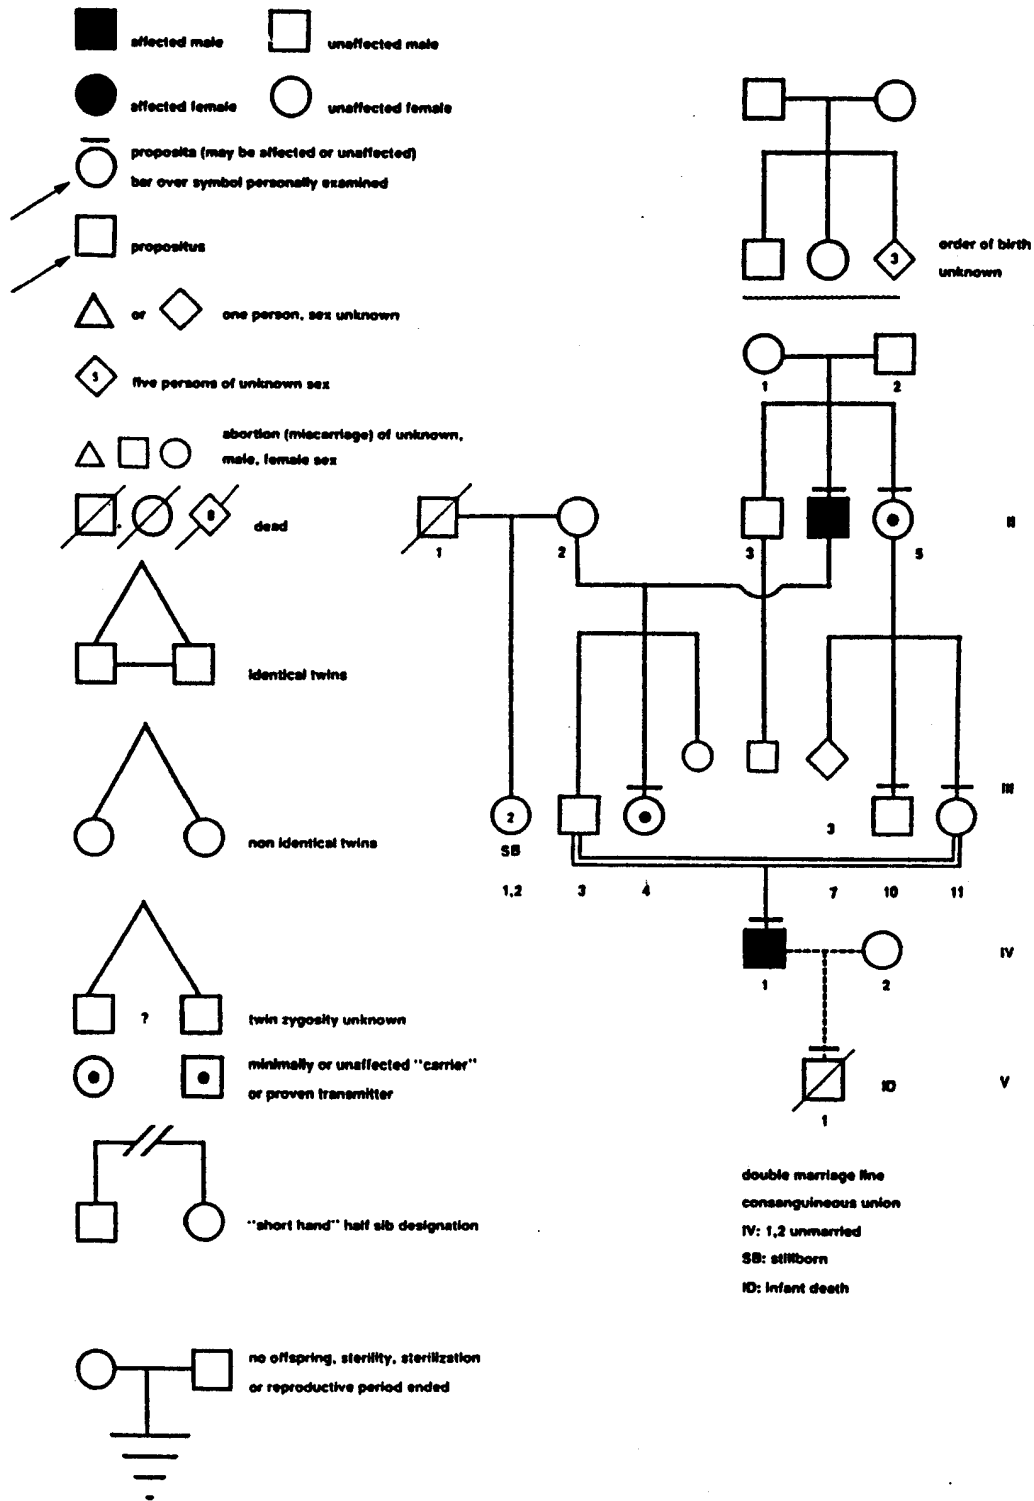 affected male
unaffected male
affected female
unaffected female
proposita (may be affected or unaffected)
bar over symbol personally examined
propositus
or
one person, sex unknown
5
five persons of unknown sex
abortion (miscarriage) of unknown,
male, female sex
8
dead
identical twins
non identical twins
?
twin zygosity unknown
minimally or unaffected "carrier"
or proven transmitter
"short hand" half sib designation
no offspring, sterility, sterilization
or reproductive period ended
3
order of birth
unknown
1
2
II
1
2
3
5
III
2
SB
3
1,2
3
4
7
10
11
IV
1
2
ID
V
1
double marriage line
consanguineous union
IV: 1,2 unmarried
SB: stillborn
ID: infant death